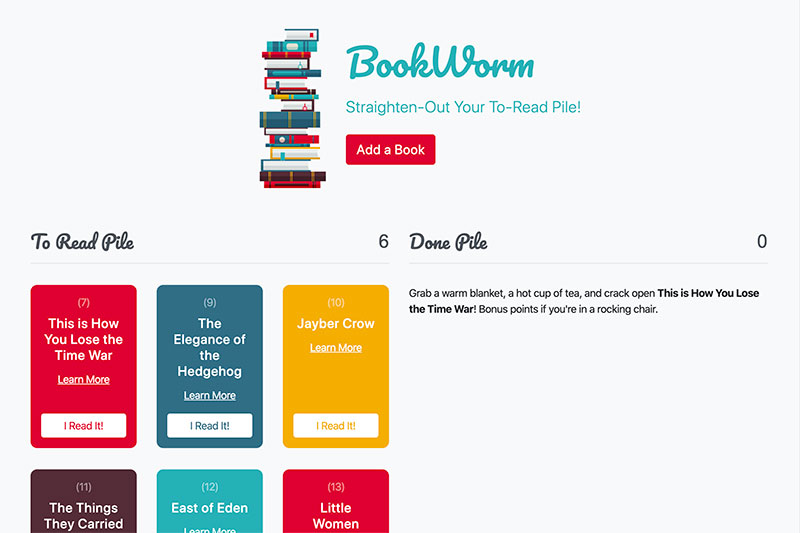 BookWorm
Straighten-Out Your To-Read Pile!
Add a Book
To Read Pile 6
(7)
This is How
You Lose the
Time War
Learn More
I Read It!
(9)
The
Elegance of
the
Hedgehog
Learn More
I Read It!
(10)
Jayber Crow
Learn More
I Read It!
(11)
The Things
They Carried
(12)
East of Eden
Learn More
(13)
Little
Women
Done Pile 0
Grab a warm blanket, a hot cup of tea, and crack open This is How You Lose
the Time War! Bonus points if you're in a rocking chair.